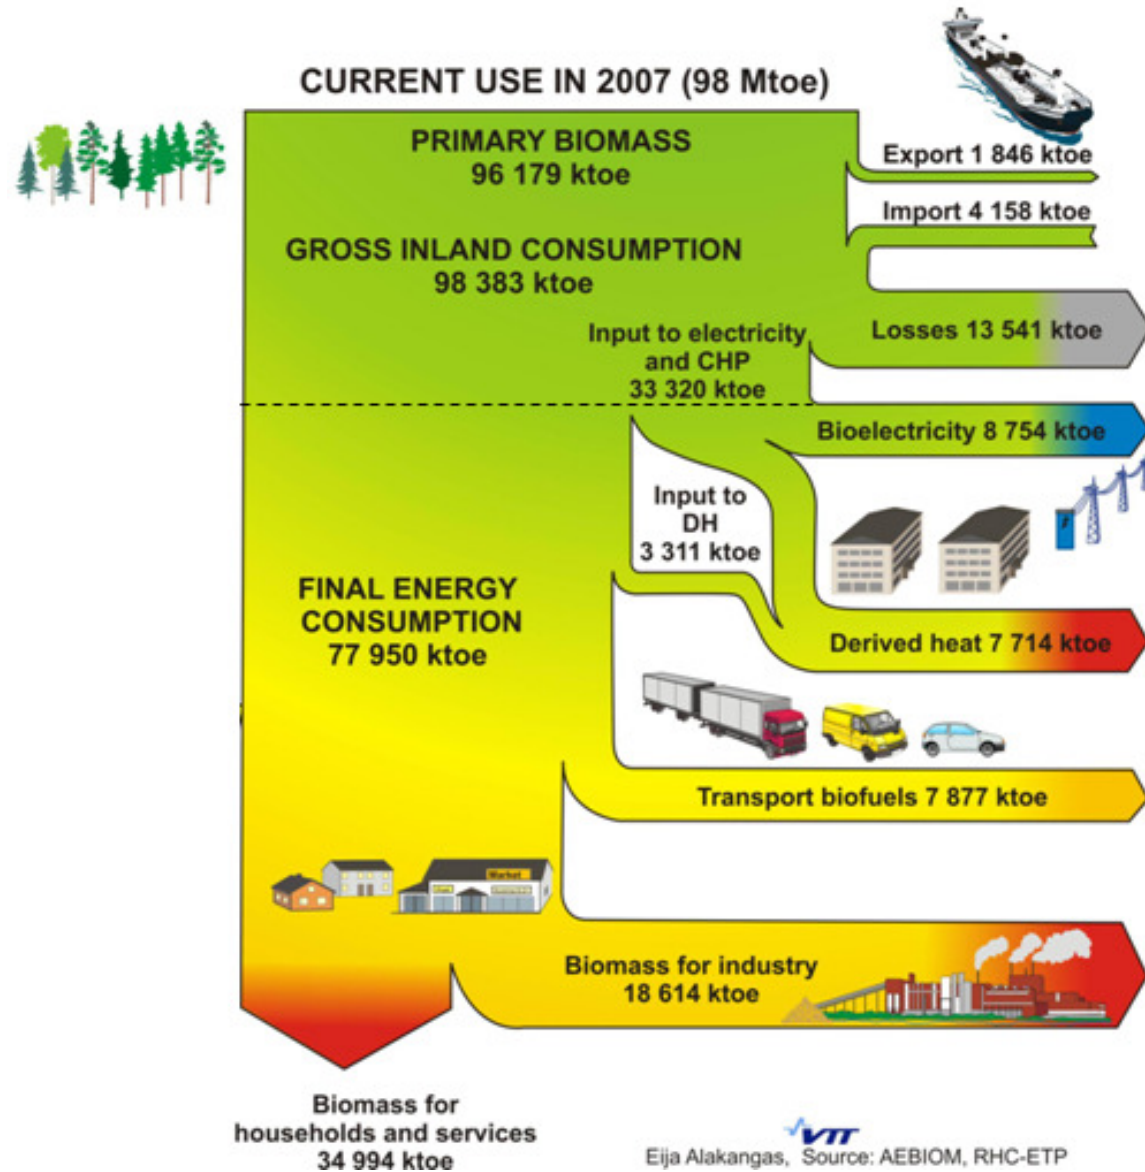 CURRENT USE IN 2007 (98 Mtoe)
PRIMARY BIOMASS
96 179 ktoe
Export 1 846 ktoe
Import 4 158 ktoe
GROSS INLAND CONSUMPTION
98 383 ktoe
Losses 13 541 ktoe
Input to electricity
and CHP
33 320 ktoe
Bioelectricity 8 754 ktoe
Input to
DH
3 311 ktoe
FINAL ENERGY
CONSUMPTION
77 950 ktoe
Derived heat 7 714 ktoe
Transport biofuels 7 877 ktoe
Market
Biomass for industry
18 614 ktoe
Biomass for
households and services
34 994 ktoe
VTT
Eija Alakangas, Source: AEBIOM, RHC-ETP